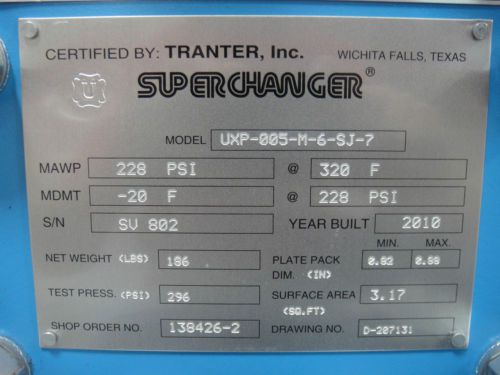 CERTIFIED BY: TRANTER, Inc. WICHITA FALLS, TEXAS
U
SUPERCHANGER®
MODEL UXP-005-M-6-SJ-7
MAWP 228 PSI @ 320 F
MDMT -20 F @ 228 PSI
S/N SV 802 YEAR BUILT 2010
MIN. MAX.
NET WEIGHT (LBS) 186 PLATE PACK 0.82 0.88
DIM. (IN)
TEST PRESS. (PSI) 296 SURFACE AREA 3.17
(SQ.FT)
SHOP ORDER NO. 138426-2 DRAWING NO. D-207131